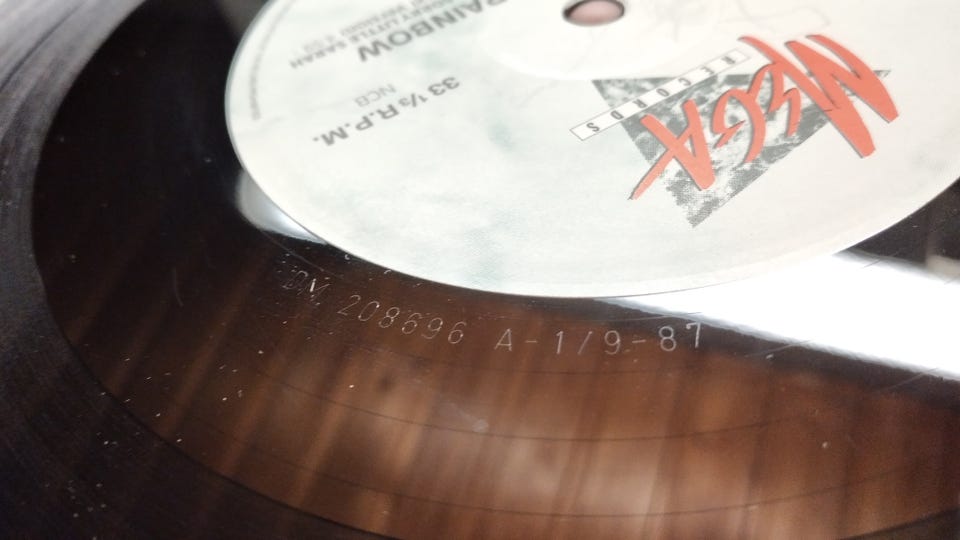 MEGA
RECORDS
33 1/3 R.P.M.
NCB
RAINBOW
DM 208696 A-1/9-87